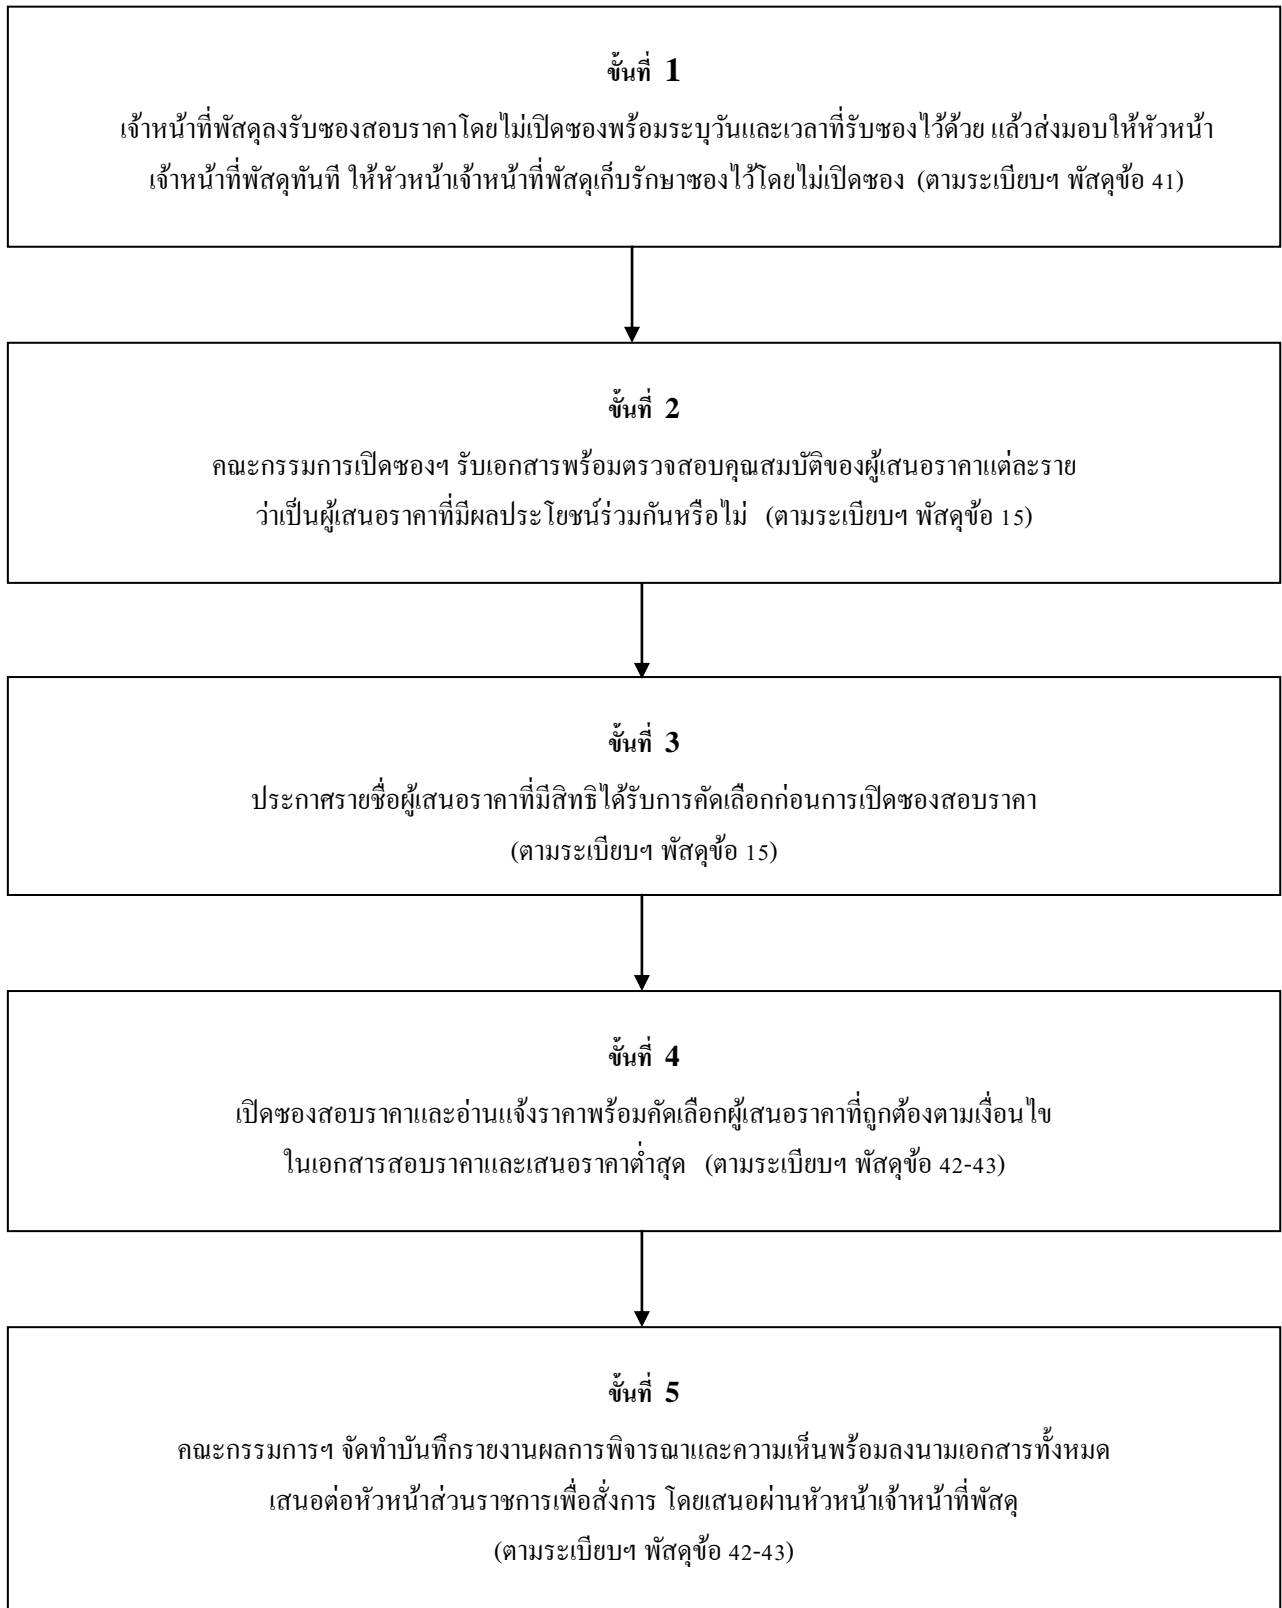 ขั้นที่ 1
เจ้าหน้าที่พัสดุลงรับซองสอบราคาโดยไม่เปิดซองพร้อมระบุวันและเวลาที่รับซองไว้ด้วย แล้วส่งมอบให้หัวหน้า
เจ้าหน้าที่พัสดุทันที ให้หัวหน้าเจ้าหน้าที่พัสดุเก็บรักษาซองไว้โดยไม่เปิดซอง (ตามระเบียบฯ พัสดุข้อ 41)
ขั้นที่ 2
คณะกรรมการเปิดซองฯ รับเอกสารพร้อมตรวจสอบคุณสมบัติของผู้เสนอราคาแต่ละราย
ว่าเป็นผู้เสนอราคาที่มีผลประโยชน์ร่วมกันหรือไม่ (ตามระเบียบฯ พัสดุข้อ 15)
ขั้นที่ 3
ประกาศรายชื่อผู้เสนอราคาที่มีสิทธิได้รับการคัดเลือกก่อนการเปิดซองสอบราคา
(ตามระเบียบฯ พัสดุข้อ 15)
ขั้นที่ 4
เปิดซองสอบราคาและอ่านแจ้งราคาพร้อมคัดเลือกผู้เสนอราคาที่ถูกต้องตามเงื่อนไข
ในเอกสารสอบราคาและเสนอราคาต่ำสุด (ตามระเบียบฯ พัสดุข้อ 42-43)
ขั้นที่ 5
คณะกรรมการฯ จัดทำบันทึกรายงานผลการพิจารณาและความเห็นพร้อมลงนามเอกสารทั้งหมด
เสนอต่อหัวหน้าส่วนราชการเพื่อสั่งการ โดยเสนอผ่านหัวหน้าเจ้าหน้าที่พัสดุ
(ตามระเบียบฯ พัสดุข้อ 42-43)